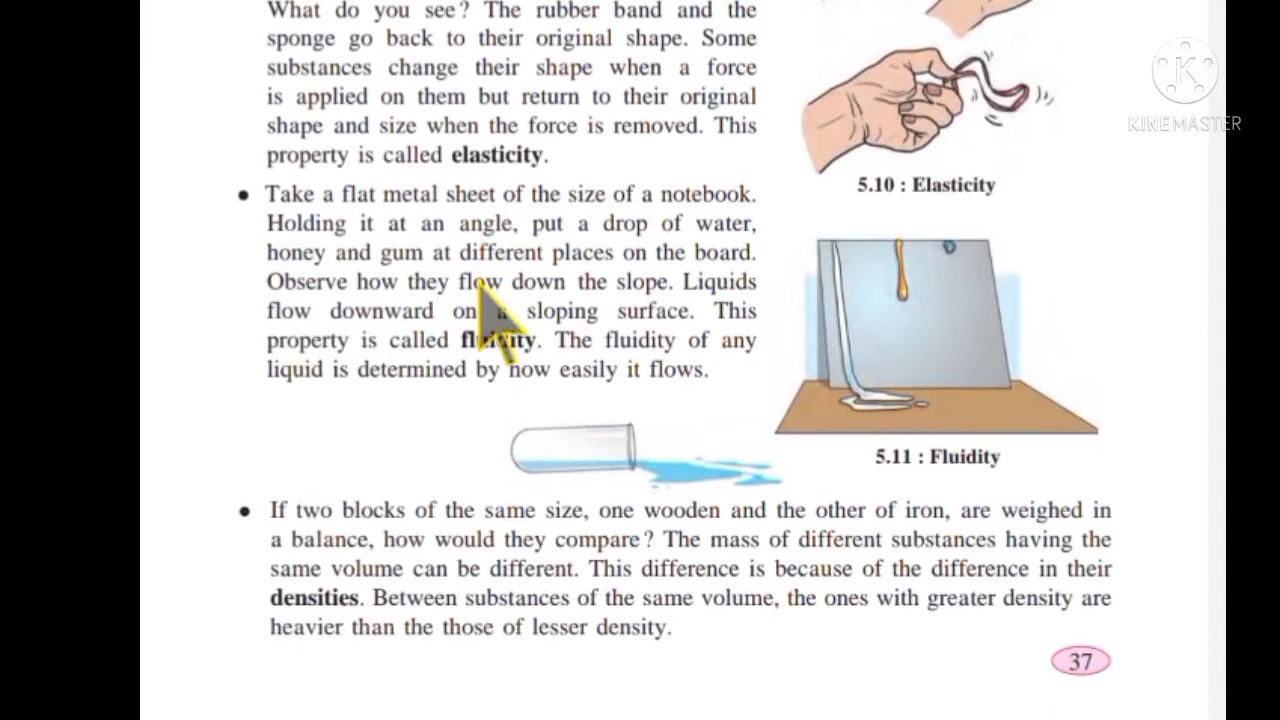 What do you see? The rubber band and the
sponge go back to their original shape. Some
substances change their shape when a force
is applied on them but return to their original
shape and size when the force is removed. This
property is called elasticity.
5.10 : Elasticity
• Take a flat metal sheet of the size of a notebook.
Holding it at an angle, put a drop of water,
honey and gum at different places on the board.
Observe how they flow down the slope. Liquids
flow downward on a sloping surface. This
property is called fluidity. The fluidity of any
liquid is determined by how easily it flows.
5.11 : Fluidity
• If two blocks of the same size, one wooden and the other of iron, are weighed in
a balance, how would they compare? The mass of different substances having the
same volume can be different. This difference is because of the difference in their
densities. Between substances of the same volume, the ones with greater density are
heavier than the those of lesser density.
37
K
KINEMASTER